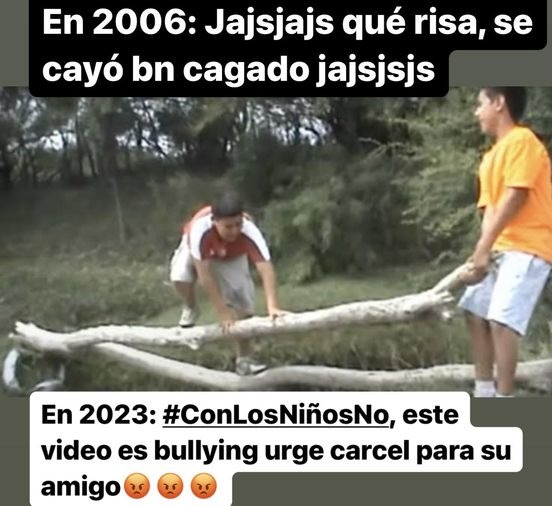 En 2006: Jajsjajs qué risa, se
cayó bn cagado jajsjsjs
En 2023: #ConLosNiñosNo, este
video es bullying urge carcel para su
amigo😡😡😡